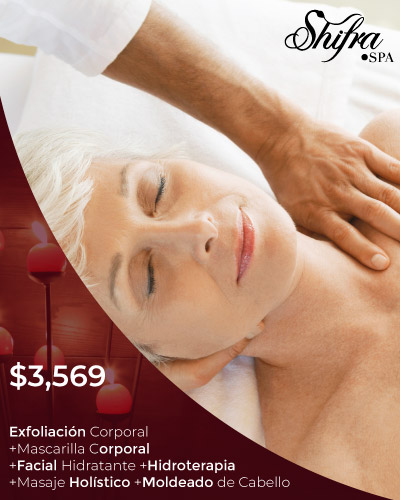 Shifra
•SPA
$3,569
Exfoliación Corporal
+Mascarilla Corporal
+Facial Hidratante +Hidroterapia
+Masaje Holístico +Moldeado de Cabello